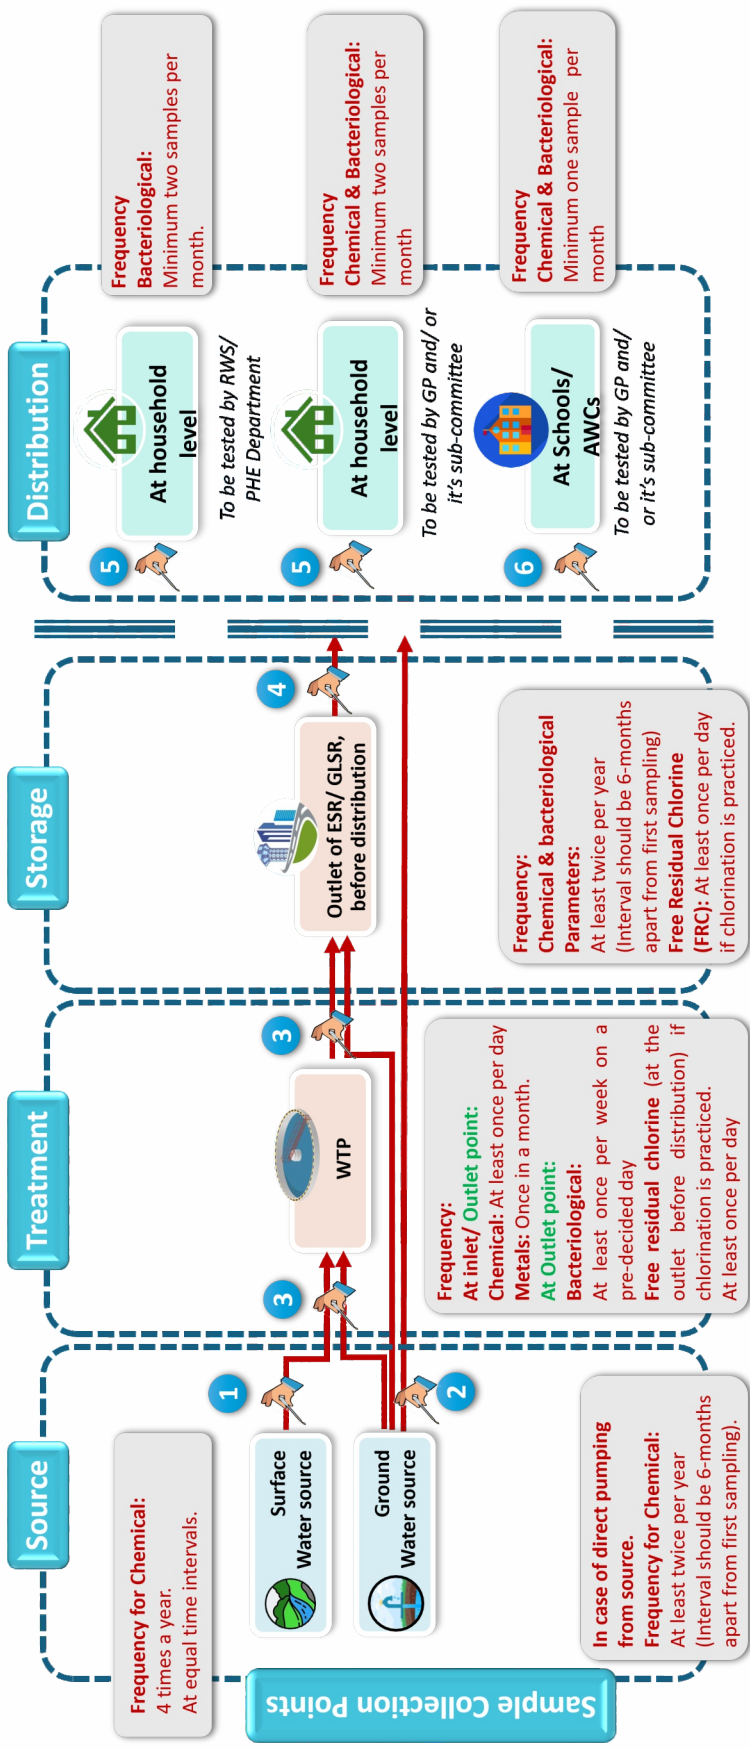 Sample Collection Points
Source
Frequency for Chemical:
4 times a year.
At equal time intervals.
1
Surface
Water source
Ground
Water source
2
In case of direct pumping
from source.
Frequency for Chemical:
At least twice per year
(Interval should be 6-months
apart from first sampling).
Treatment
3
WTP
3
Frequency:
At inlet/ Outlet point:
Chemical: At least once per day
Metals: Once in a month.
At Outlet point:
Bacteriological:
At least once per week on a
pre-decided day
Free residual chlorine (at the
outlet before distribution) if
chlorination is practiced.
At least once per day
Storage
4
Outlet of ESR/ GLSR,
before distribution
Frequency:
Chemical & bacteriological
Parameters:
At least twice per year
(Interval should be 6-months
apart from first sampling)
Free Residual Chlorine
(FRC): At least once per day
if chlorination is practiced.
Distribution
5
At household
level
To be tested by RWS/
PHE Department
Frequency
Bacteriological:
Minimum two samples per
month.
5
At household
level
To be tested by GP and/ or
it's sub-committee
Frequency
Chemical & Bacteriological:
Minimum two samples per
month
6
At Schools/
AWCs
To be tested by GP and/
or it's sub-committee
Frequency
Chemical & Bacteriological:
Minimum one sample per
month